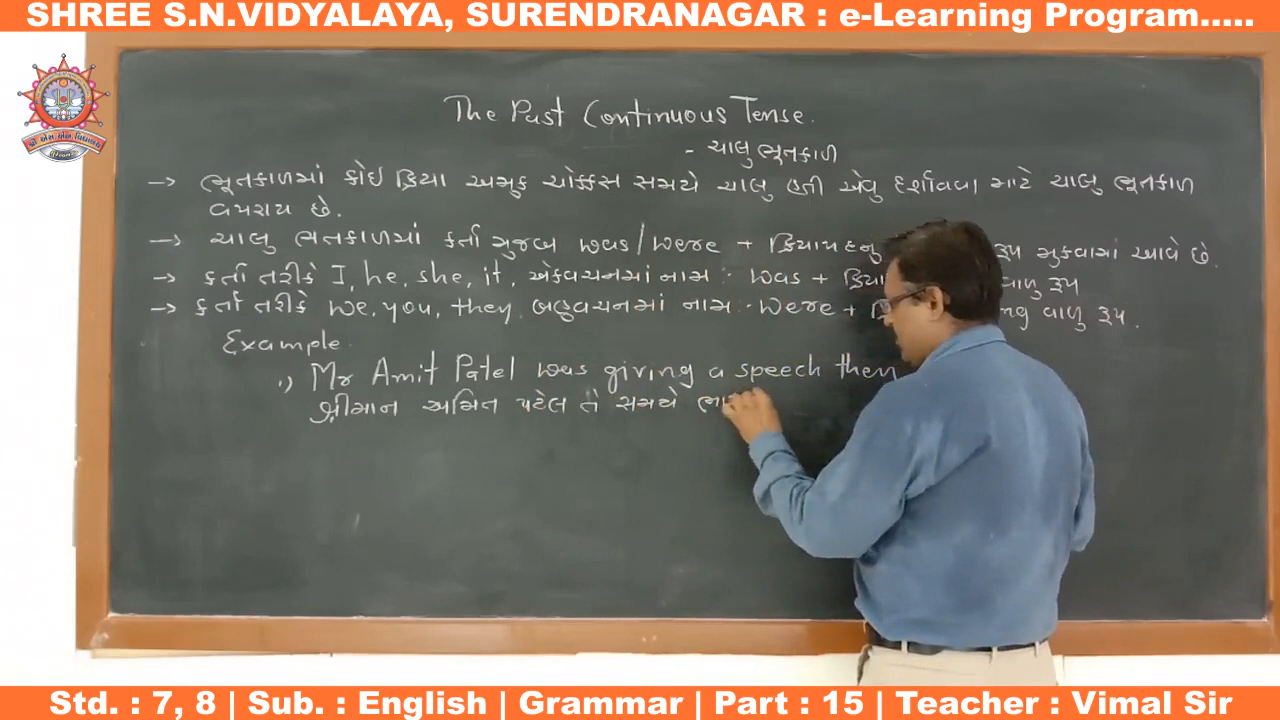 SHREE S.N.VIDYALAYA, SURENDRANAGAR : e-Learning Program.....
The Past Continuous Tense.
- ચાલુ ભૂતકાળ
→ ભૂતકાળમાં કોઈ ક્રિયા અમુક ચોક્કસ સમયે ચાલુ હતી એવુ દર્શાવવા માટે ચાલુ ભૂતકાળ
વપરાય છે.
→ ચાલુ ભતકાળમાં કર્તા મુજબ was/were + ક્રિયાપદનુ રૂપ મુકવામાં આવે છે.
→ કર્તા તરીકે I, he, she, it, એકવચનમાં નામ : was + ક્રિયા વાળુ રૂપ
→ કર્તા તરીકે we, you, they, બહુવચનમાં નામ : were + ng વાળુ રૂપ.
Example.
1) Mr Amit Patel was giving a speech then
શ્રીમાન અમિત પટેલ તે સમયે
Std. : 7, 8 | Sub. : English | Grammar | Part : 15 | Teacher : Vimal Sir